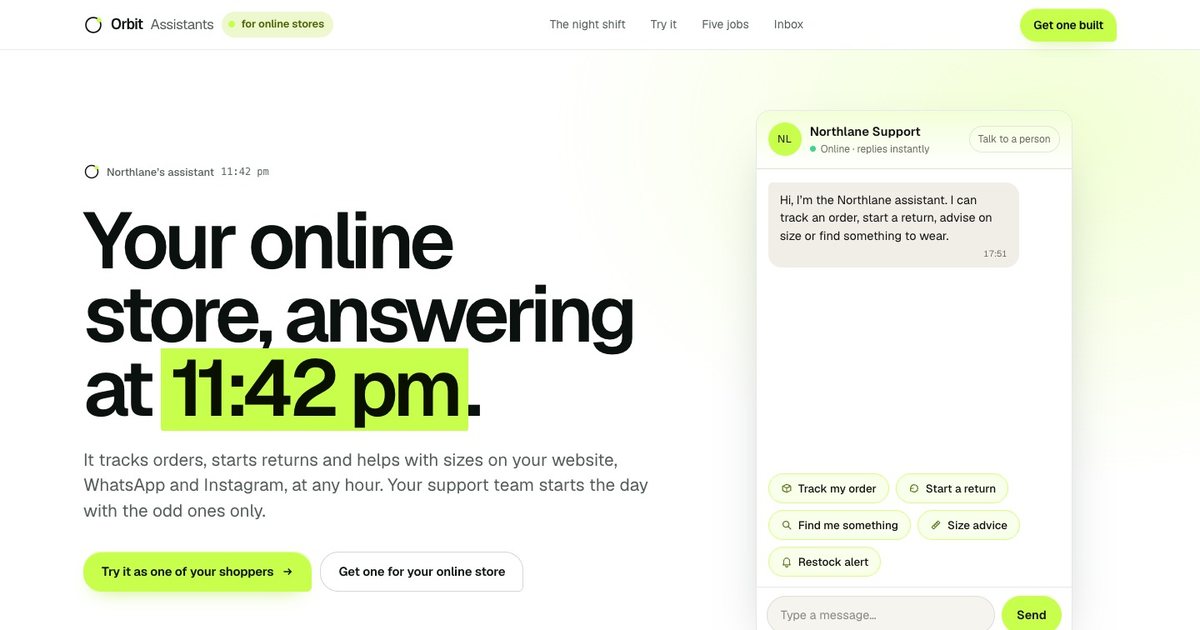 Orbit Assistants for online stores
The night shift Try it Five jobs Inbox
Get one built
Northlane's assistant 11:42 pm
Your online
store, answering
at 11:42 pm.
It tracks orders, starts returns and helps with sizes on your website,
WhatsApp and Instagram, at any hour. Your support team starts the day
with the odd ones only.
Try it as one of your shoppers →
Get one for your online store
NL
Northlane Support
Online · replies instantly
Talk to a person
Hi, I'm the Northlane assistant. I can
track an order, start a return, advise on
size or find something to wear.
17:51
Track my order
Start a return
Find me something
Size advice
Restock alert
Type a message…
Send